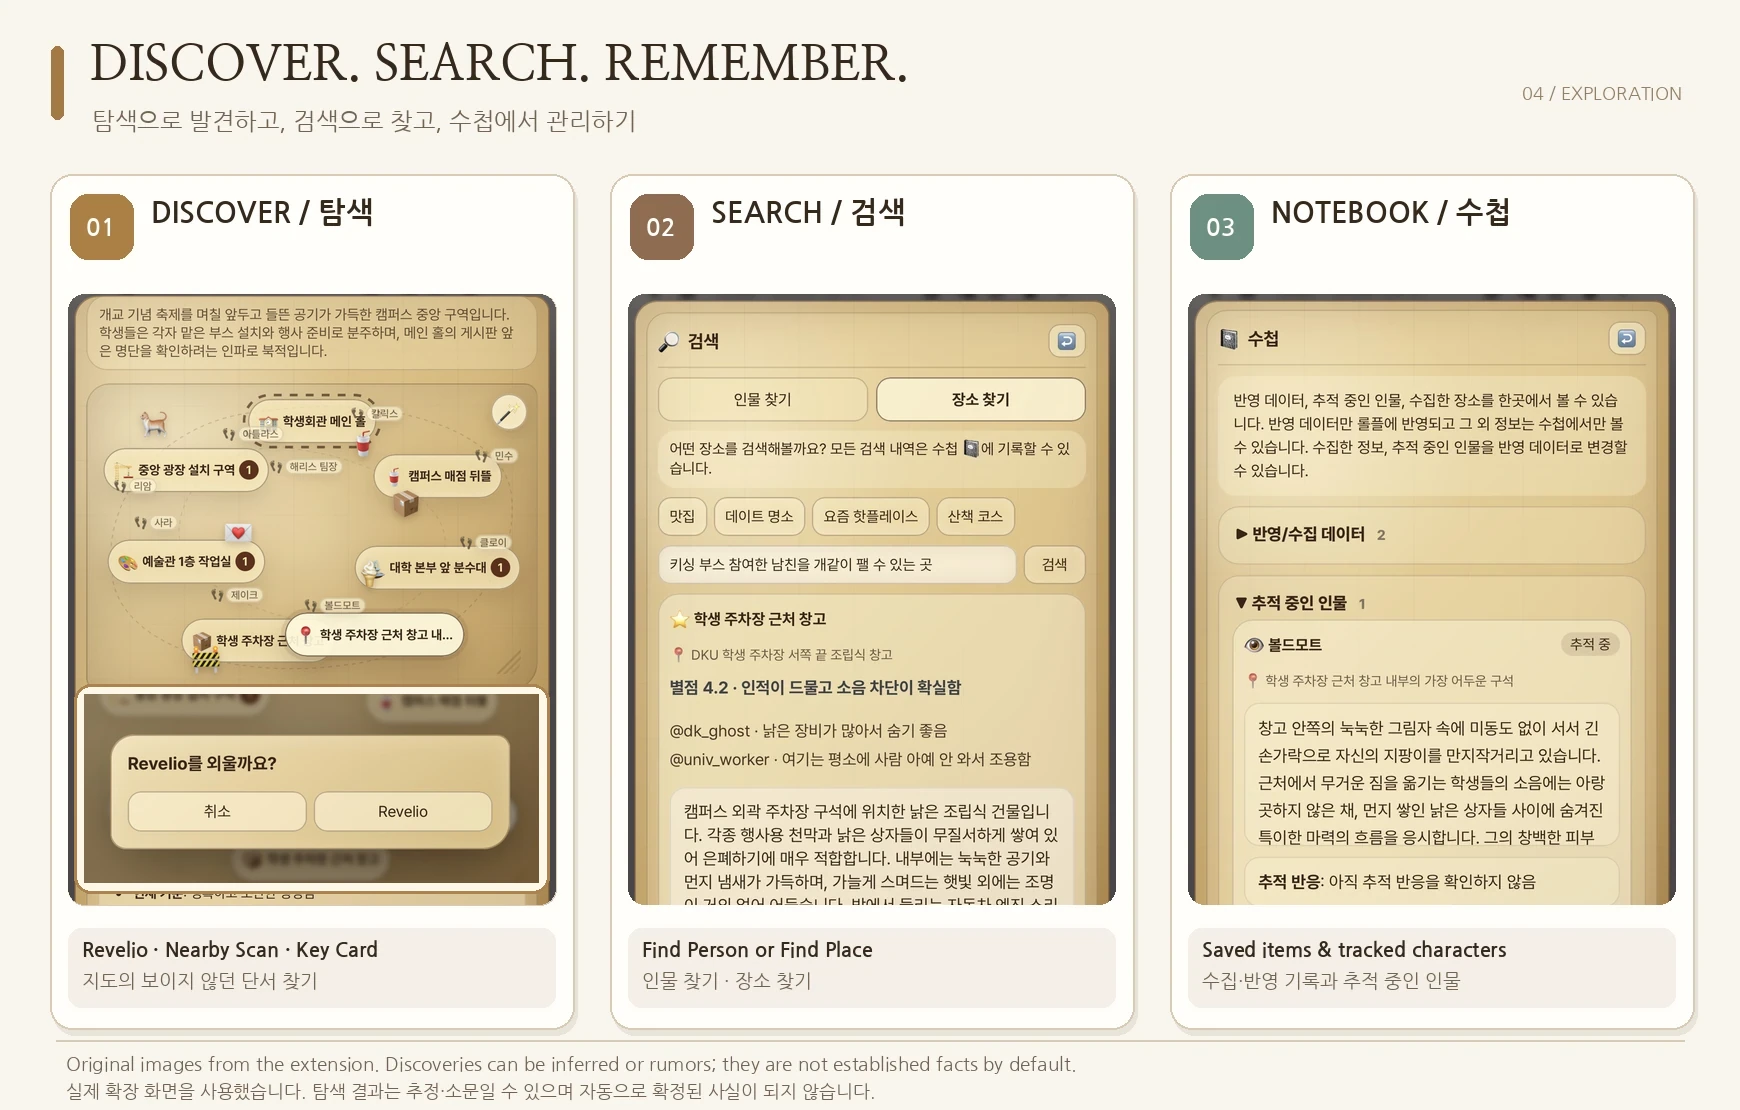 DISCOVER. SEARCH. REMEMBER.
탐색으로 발견하고, 검색으로 찾고, 수첩에서 관리하기
04 / EXPLORATION
01
DISCOVER / 탐색
개교 기념 축제를 며칠 앞두고 들뜬 공기가 가득한 캠퍼스 중앙 구역입니다.
학생들은 각자 맡은 부스 설치와 행사 준비로 분주하며, 메인 홀의 게시판 앞
은 명단을 확인하려는 인파로 북적입니다.
학생회관 메인 홀
칼릭스
아틀라스
민수
중앙 광장 설치 구역 1
해리스 팀장
캠퍼스 매점 뒤뜰
리암
사라
클로이
예술관 1층 작업실 1
대학 본부 앞 분수대 1
제이크
볼드모트
학생 주차장 근
학생 주차장 근처 창고 내...
Revelio를 외울까요?
취소
Revelio
Revelio · Nearby Scan · Key Card
지도의 보이지 않던 단서 찾기
02
SEARCH / 검색
검색
인물 찾기
장소 찾기
어떤 장소를 검색해볼까요? 모든 검색 내역은 수첩 에 기록할 수 있
습니다.
맛집
데이트 명소
요즘 핫플레이스
산책 코스
키싱 부스 참여한 남친을 개같이 팰 수 있는 곳
검색
학생 주차장 근처 창고
DKU 학생 주차장 서쪽 끝 조립식 창고
별점 4.2 · 인적이 드물고 소음 차단이 확실함
@dk_ghost · 낡은 장비가 많아서 숨기 좋음
@univ_worker · 여기는 평소에 사람 아예 안 와서 조용함
캠퍼스 외곽 주차장 구석에 위치한 낡은 조립식 건물입니
다. 각종 행사용 천막과 낡은 상자들이 무질서하게 쌓여 있
어 은폐하기에 매우 적합합니다. 내부에는 눅눅한 공기와
먼지 냄새가 가득하며, 가늘게 스며드는 햇빛 외에는 조명
Find Person or Find Place
인물 찾기 · 장소 찾기
03
NOTEBOOK / 수첩
수첩
반영 데이터, 추적 중인 인물, 수집한 장소를 한곳에서 볼 수 있습
니다. 반영 데이터만 롤플에 반영되고 그 외 정보는 수첩에서만 볼
수 있습니다. 수집한 정보, 추적 중인 인물을 반영 데이터로 변경할
수 있습니다.
▶ 반영/수집 데이터 2
▼ 추적 중인 인물 1
볼드모트
추적 중
학생 주차장 근처 창고 내부의 가장 어두운 구석
창고 안쪽의 눅눅한 그림자 속에 미동도 없이 서서 긴
손가락으로 자신의 지팡이를 만지작거리고 있습니다.
근처에서 무거운 짐을 옮기는 학생들의 소음에는 아랑
곳하지 않은 채, 먼지 쌓인 낡은 상자들 사이에 숨겨진
특이한 마력의 흐름을 응시합니다. 그의 창백한 피부
추적 반응: 아직 추적 반응을 확인하지 않음
Saved items & tracked characters
수집·반영 기록과 추적 중인 인물
Original images from the extension. Discoveries can be inferred or rumors; they are not established facts by default.
실제 확장 화면을 사용했습니다. 탐색 결과는 추정·소문일 수 있으며 자동으로 확정된 사실이 되지 않습니다.